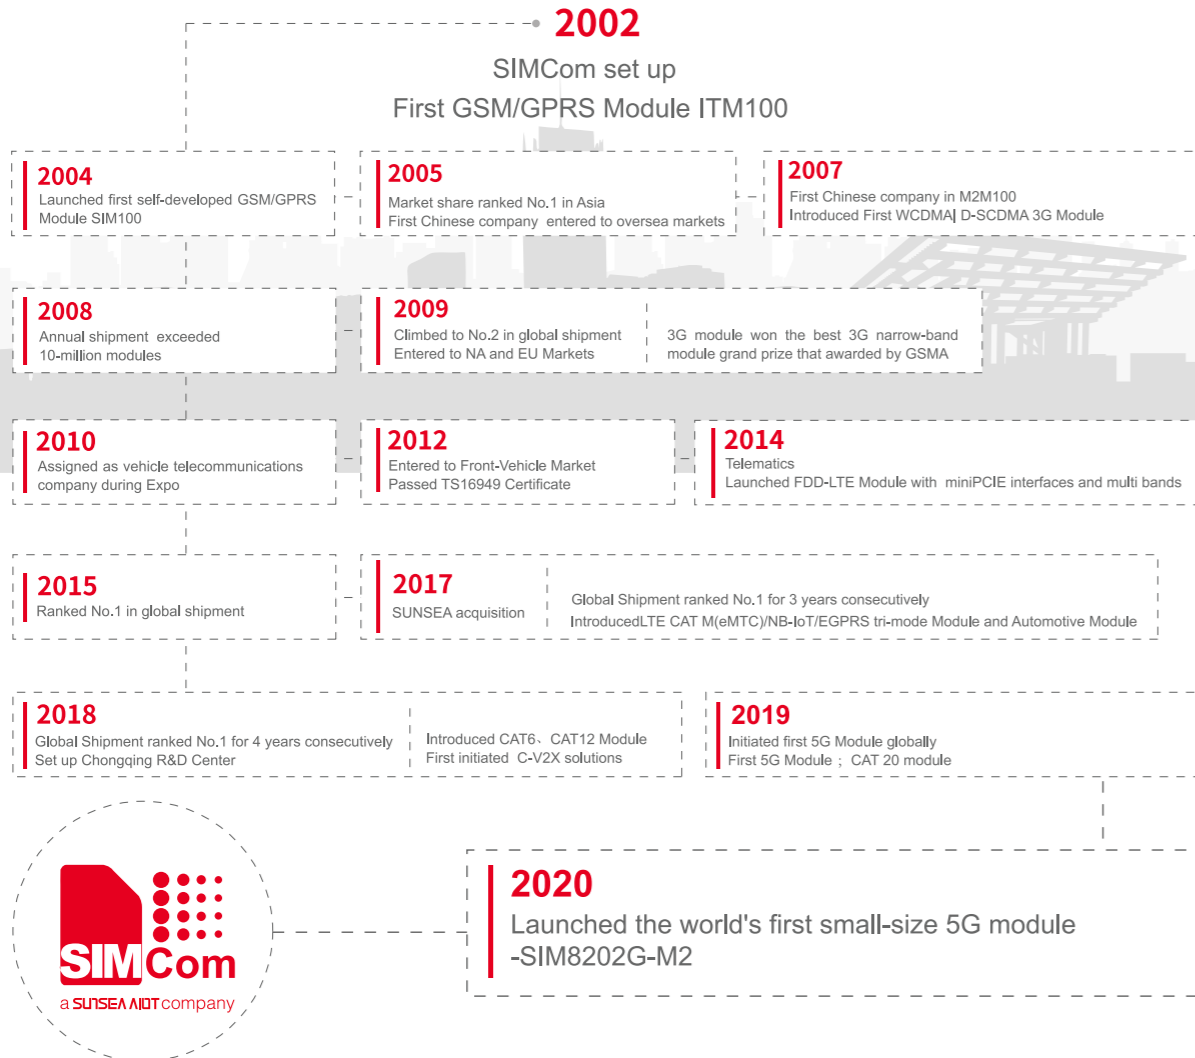 2002
SIMCom set up
First GSM/GPRS Module ITM100
2004
Launched first self-developed GSM/GPRS
Module SIM100
2005
Market share ranked No.1 in Asia
First Chinese company entered to oversea markets
2007
First Chinese company in M2M100
Introduced First WCDMA| D-SCDMA 3G Module
2008
Annual shipment exceeded
10-million modules
2009
Climbed to No.2 in global shipment
Entered to NA and EU Markets
3G module won the best 3G narrow-band
module grand prize that awarded by GSMA
2010
Assigned as vehicle telecommunications
company during Expo
2012
Entered to Front-Vehicle Market
Passed TS16949 Certificate
2014
Telematics
Launched FDD-LTE Module with miniPCIE interfaces and multi bands
2015
Ranked No.1 in global shipment
2017
SUNSEA acquisition
Global Shipment ranked No.1 for 3 years consecutively
IntroducedLTE CAT M(eMTC)/NB-IoT/EGPRS tri-mode Module and Automotive Module
2018
Global Shipment ranked No.1 for 4 years consecutively
Set up Chongqing R&D Center
Introduced CAT6、CAT12 Module
First initiated C-V2X solutions
2019
Initiated first 5G Module globally
First 5G Module ; CAT 20 module
2020
Launched the world's first small-size 5G module
-SIM8202G-M2
SIMCom
a SUNSEA AIOT company